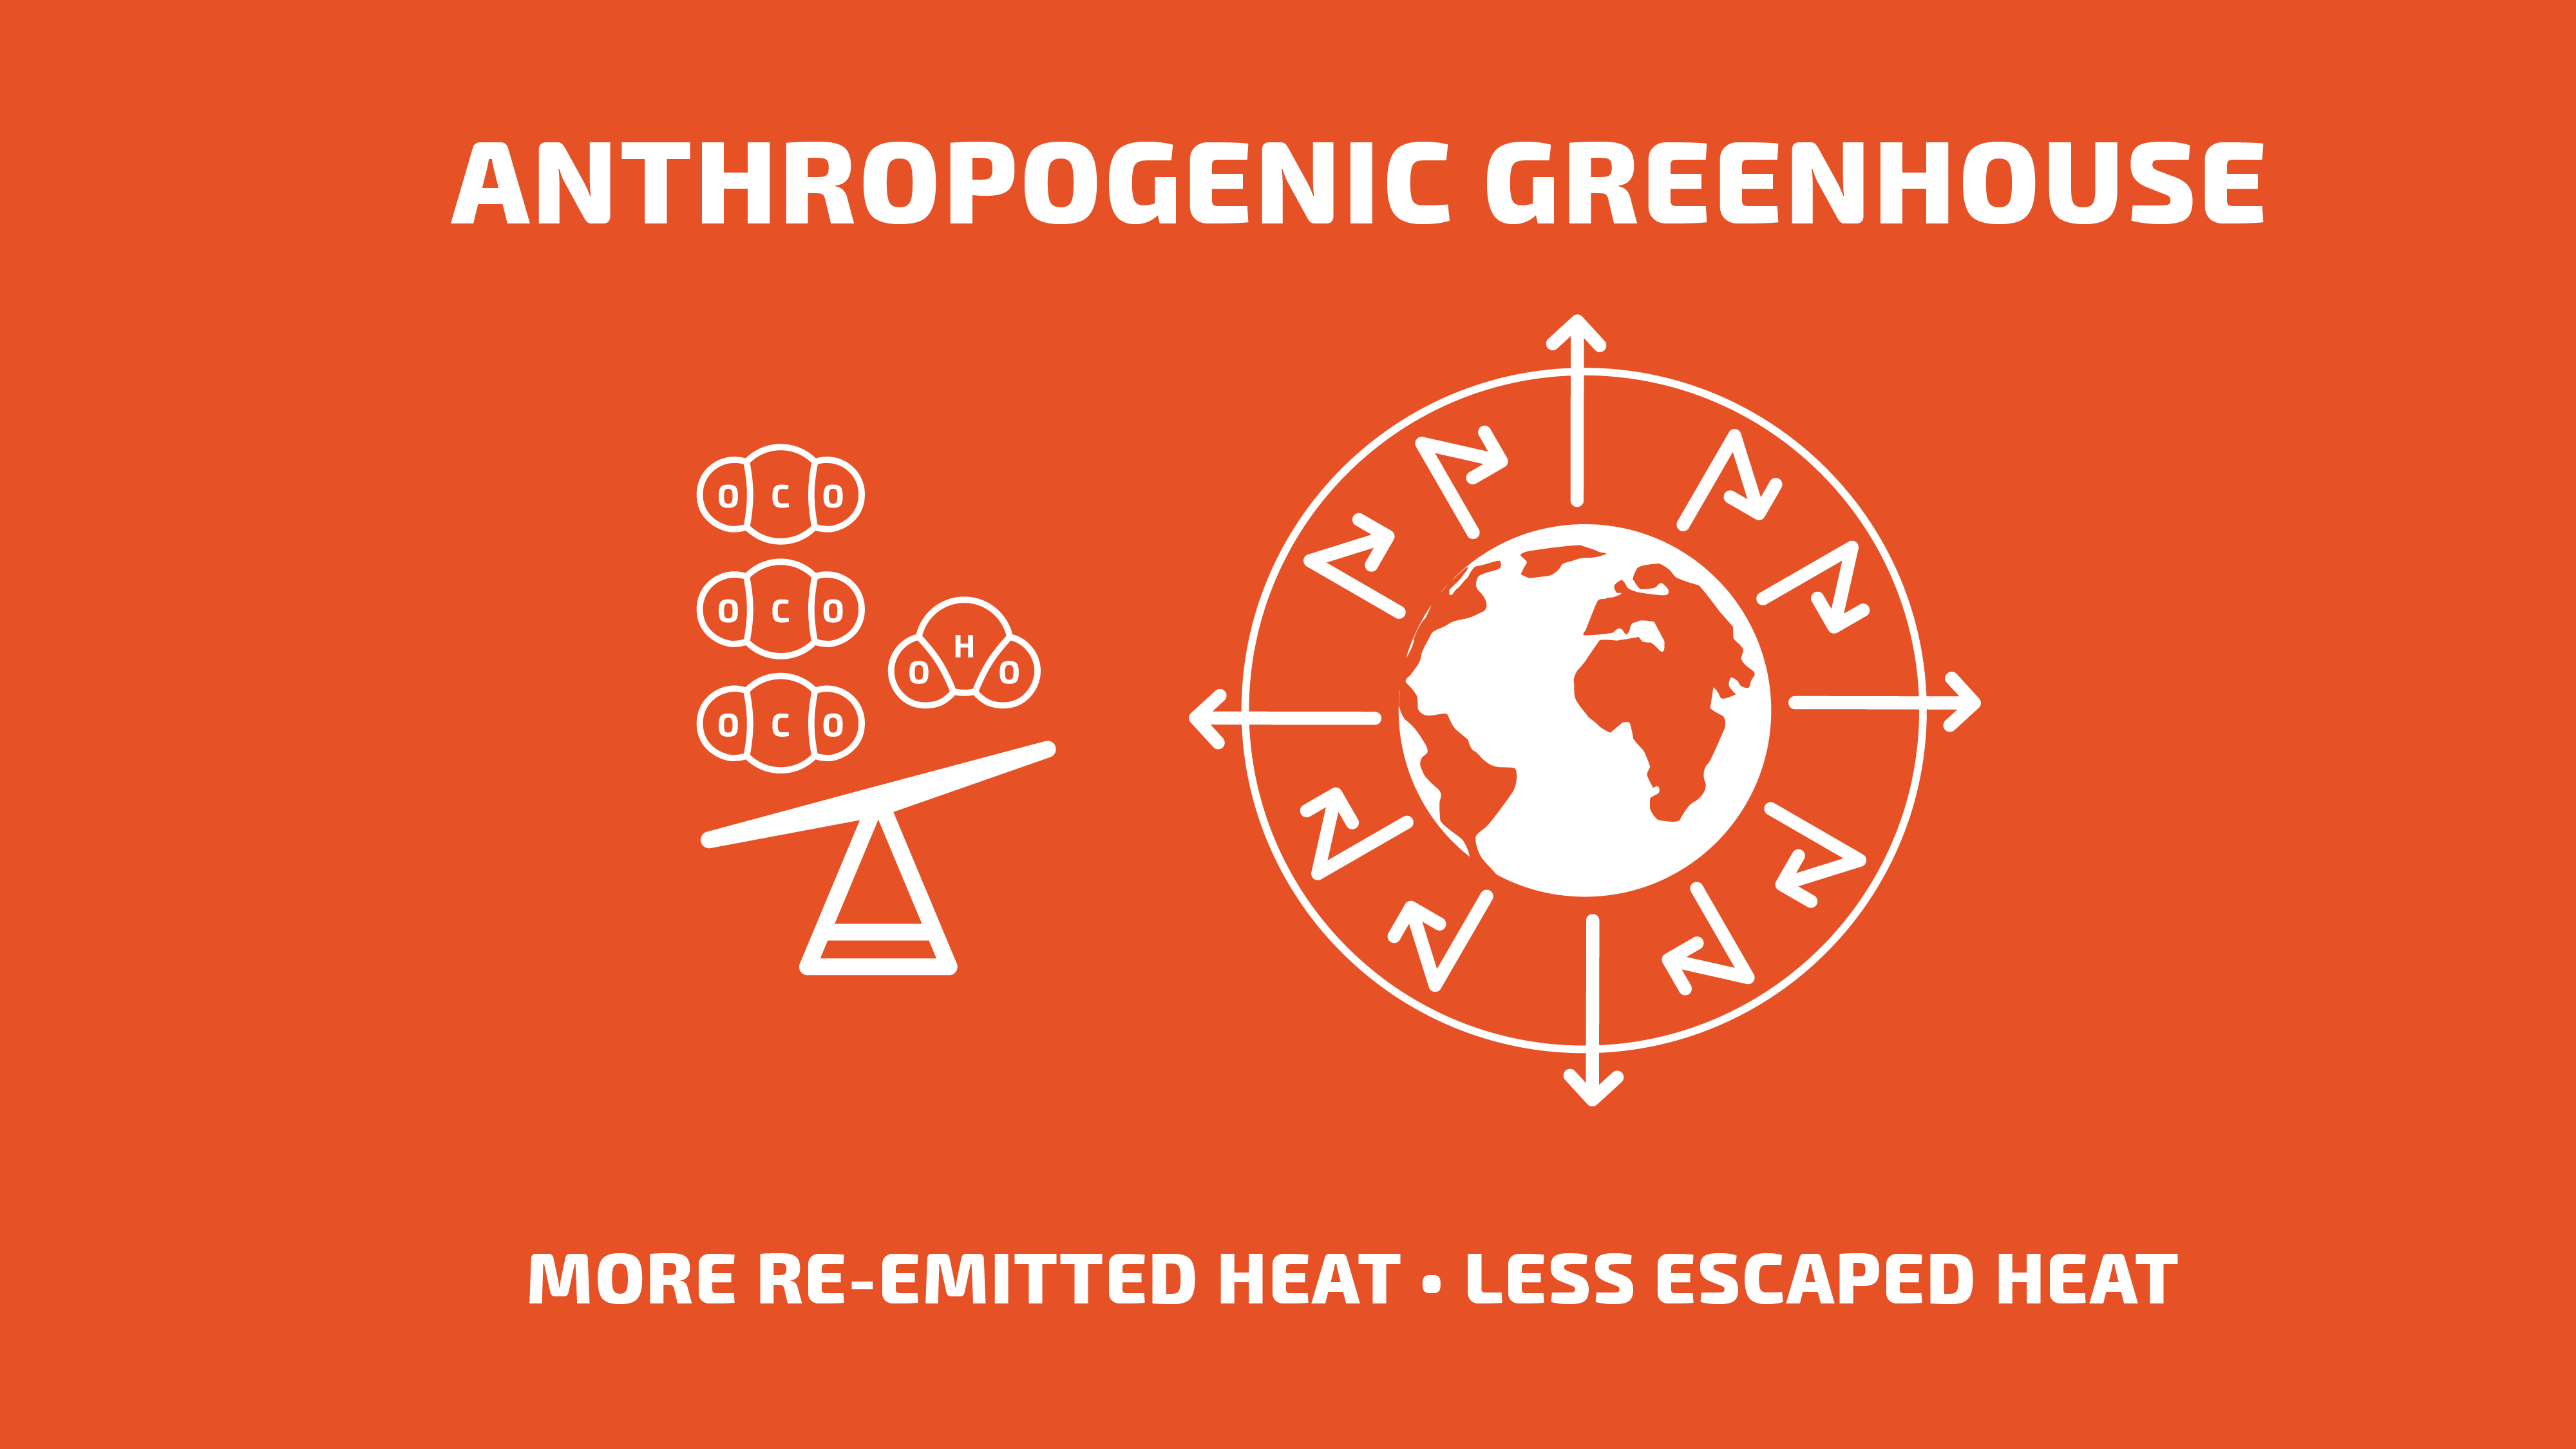 ANTHROPOGENIC GREENHOUSE
O C O
O C O
O H O
O C O
MORE RE-EMITTED HEAT • LESS ESCAPED HEAT